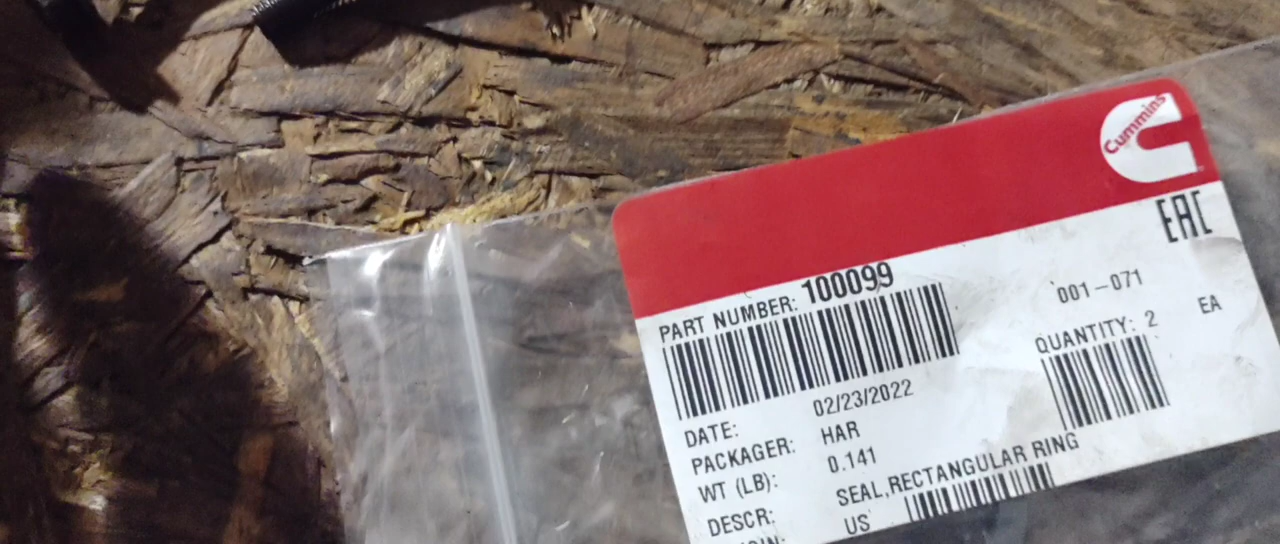 Cummins
EAC
PART NUMBER: 100099
001-071
QUANTITY: 2 EA
DATE: 02/23/2022
PACKAGER: HAR
WT (LB): 0.141
DESCR: SEAL,RECTANGULAR RING
US